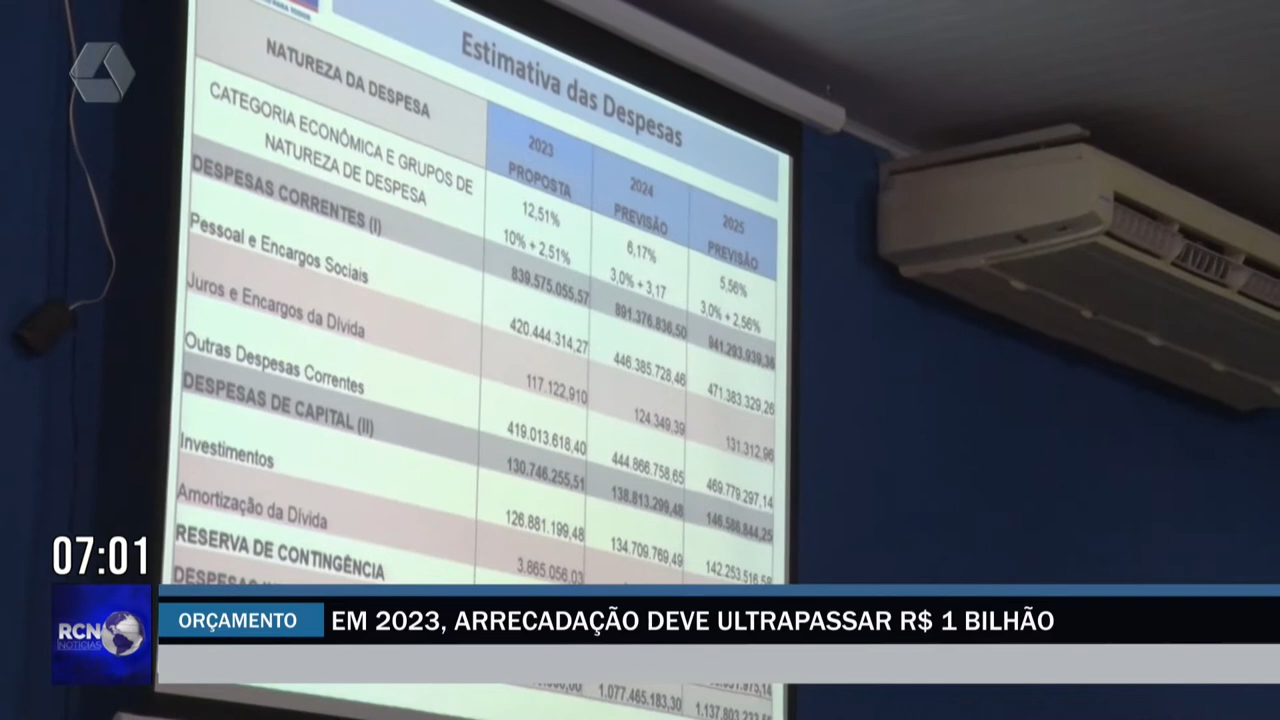 Estimativa das Despesas
NATUREZA DA DESPESA
CATEGORIA ECONÔMICA E GRUPOS DE
NATUREZA DE DESPESA
2023
PROPOSTA
2024
PREVISÃO
2025
PREVISÃO
12,51%
10% + 2,51%
6,17%
3,0% + 3,17
5,56%
3,0% + 2,56%
DESPESAS CORRENTES (I)
839.575.055,57
891.376.836,50
941.293.939,36
Pessoal e Encargos Sociais
420.444.314,27
446.385.728,46
471.383.329,26
Juros e Encargos da Dívida
117.122,910
124.349,39
131.312,96
Outras Despesas Correntes
419.013.618,40
444.866.758,65
469.779.297,14
DESPESAS DE CAPITAL (II)
130.746.255,51
138.813.299,48
146.586.844,25
Investimentos
126.881.199,48
134.709.769,49
Amortização da Dívida
3.865.056,03
RESERVA DE CONTINGÊNCIA
1.077.465.183,30
07:01
RCN
NOTÍCIAS
ORÇAMENTO
EM 2023, ARRECADAÇÃO DEVE ULTRAPASSAR R$ 1 BILHÃO